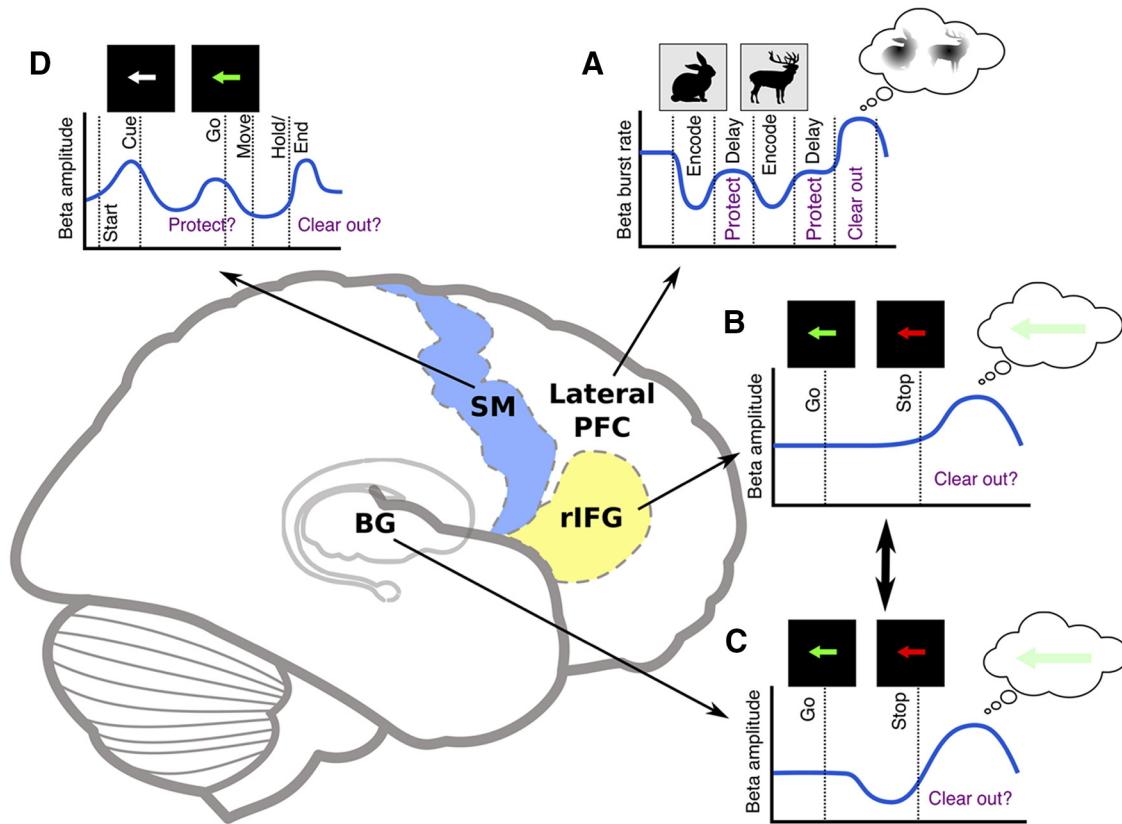 D
Beta amplitude
Start
Cue
Go
Move
Hold/
End
Protect?
Clear out?
A
Beta burst rate
Encode
Delay
Encode
Delay
Protect
Protect
Clear out
SM
Lateral
PFC
rIFG
BG
B
Beta amplitude
Go
Stop
Clear out?
C
Beta amplitude
Go
Stop
Clear out?